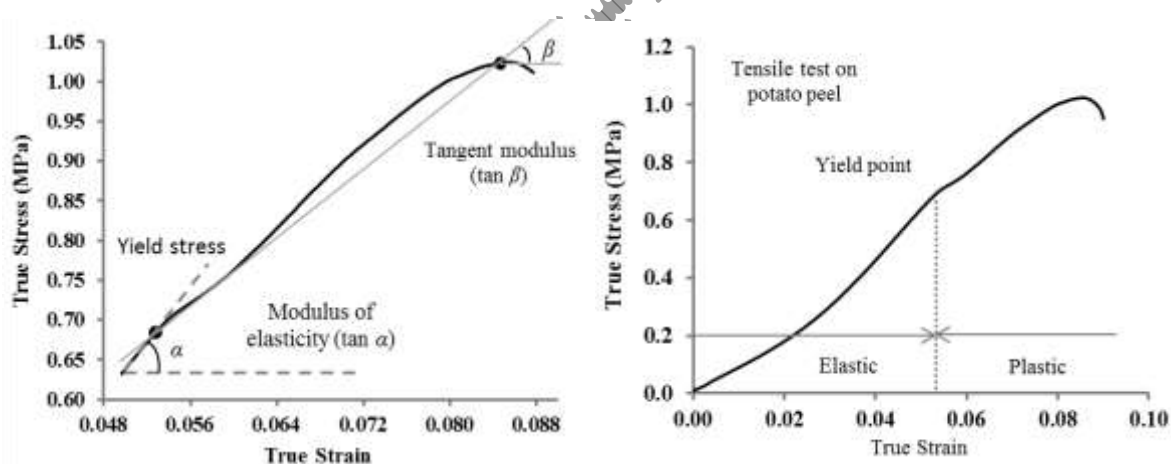 1.05
1.00
0.95
0.90
0.85
0.80
0.75
0.70
0.65
0.60
True Stress (MPa)
0.048 0.056 0.064 0.072 0.080 0.088
True Strain
β
Tangent modulus
(tan β)
Yield stress
Modulus of
elasticity (tan α)
α
1.2
1.0
0.8
0.6
0.4
0.2
0.0
True Stress (MPa)
0.00 0.02 0.04 0.06 0.08 0.10
True Strain
Tensile test on
potato peel
Yield point
Elastic Plastic